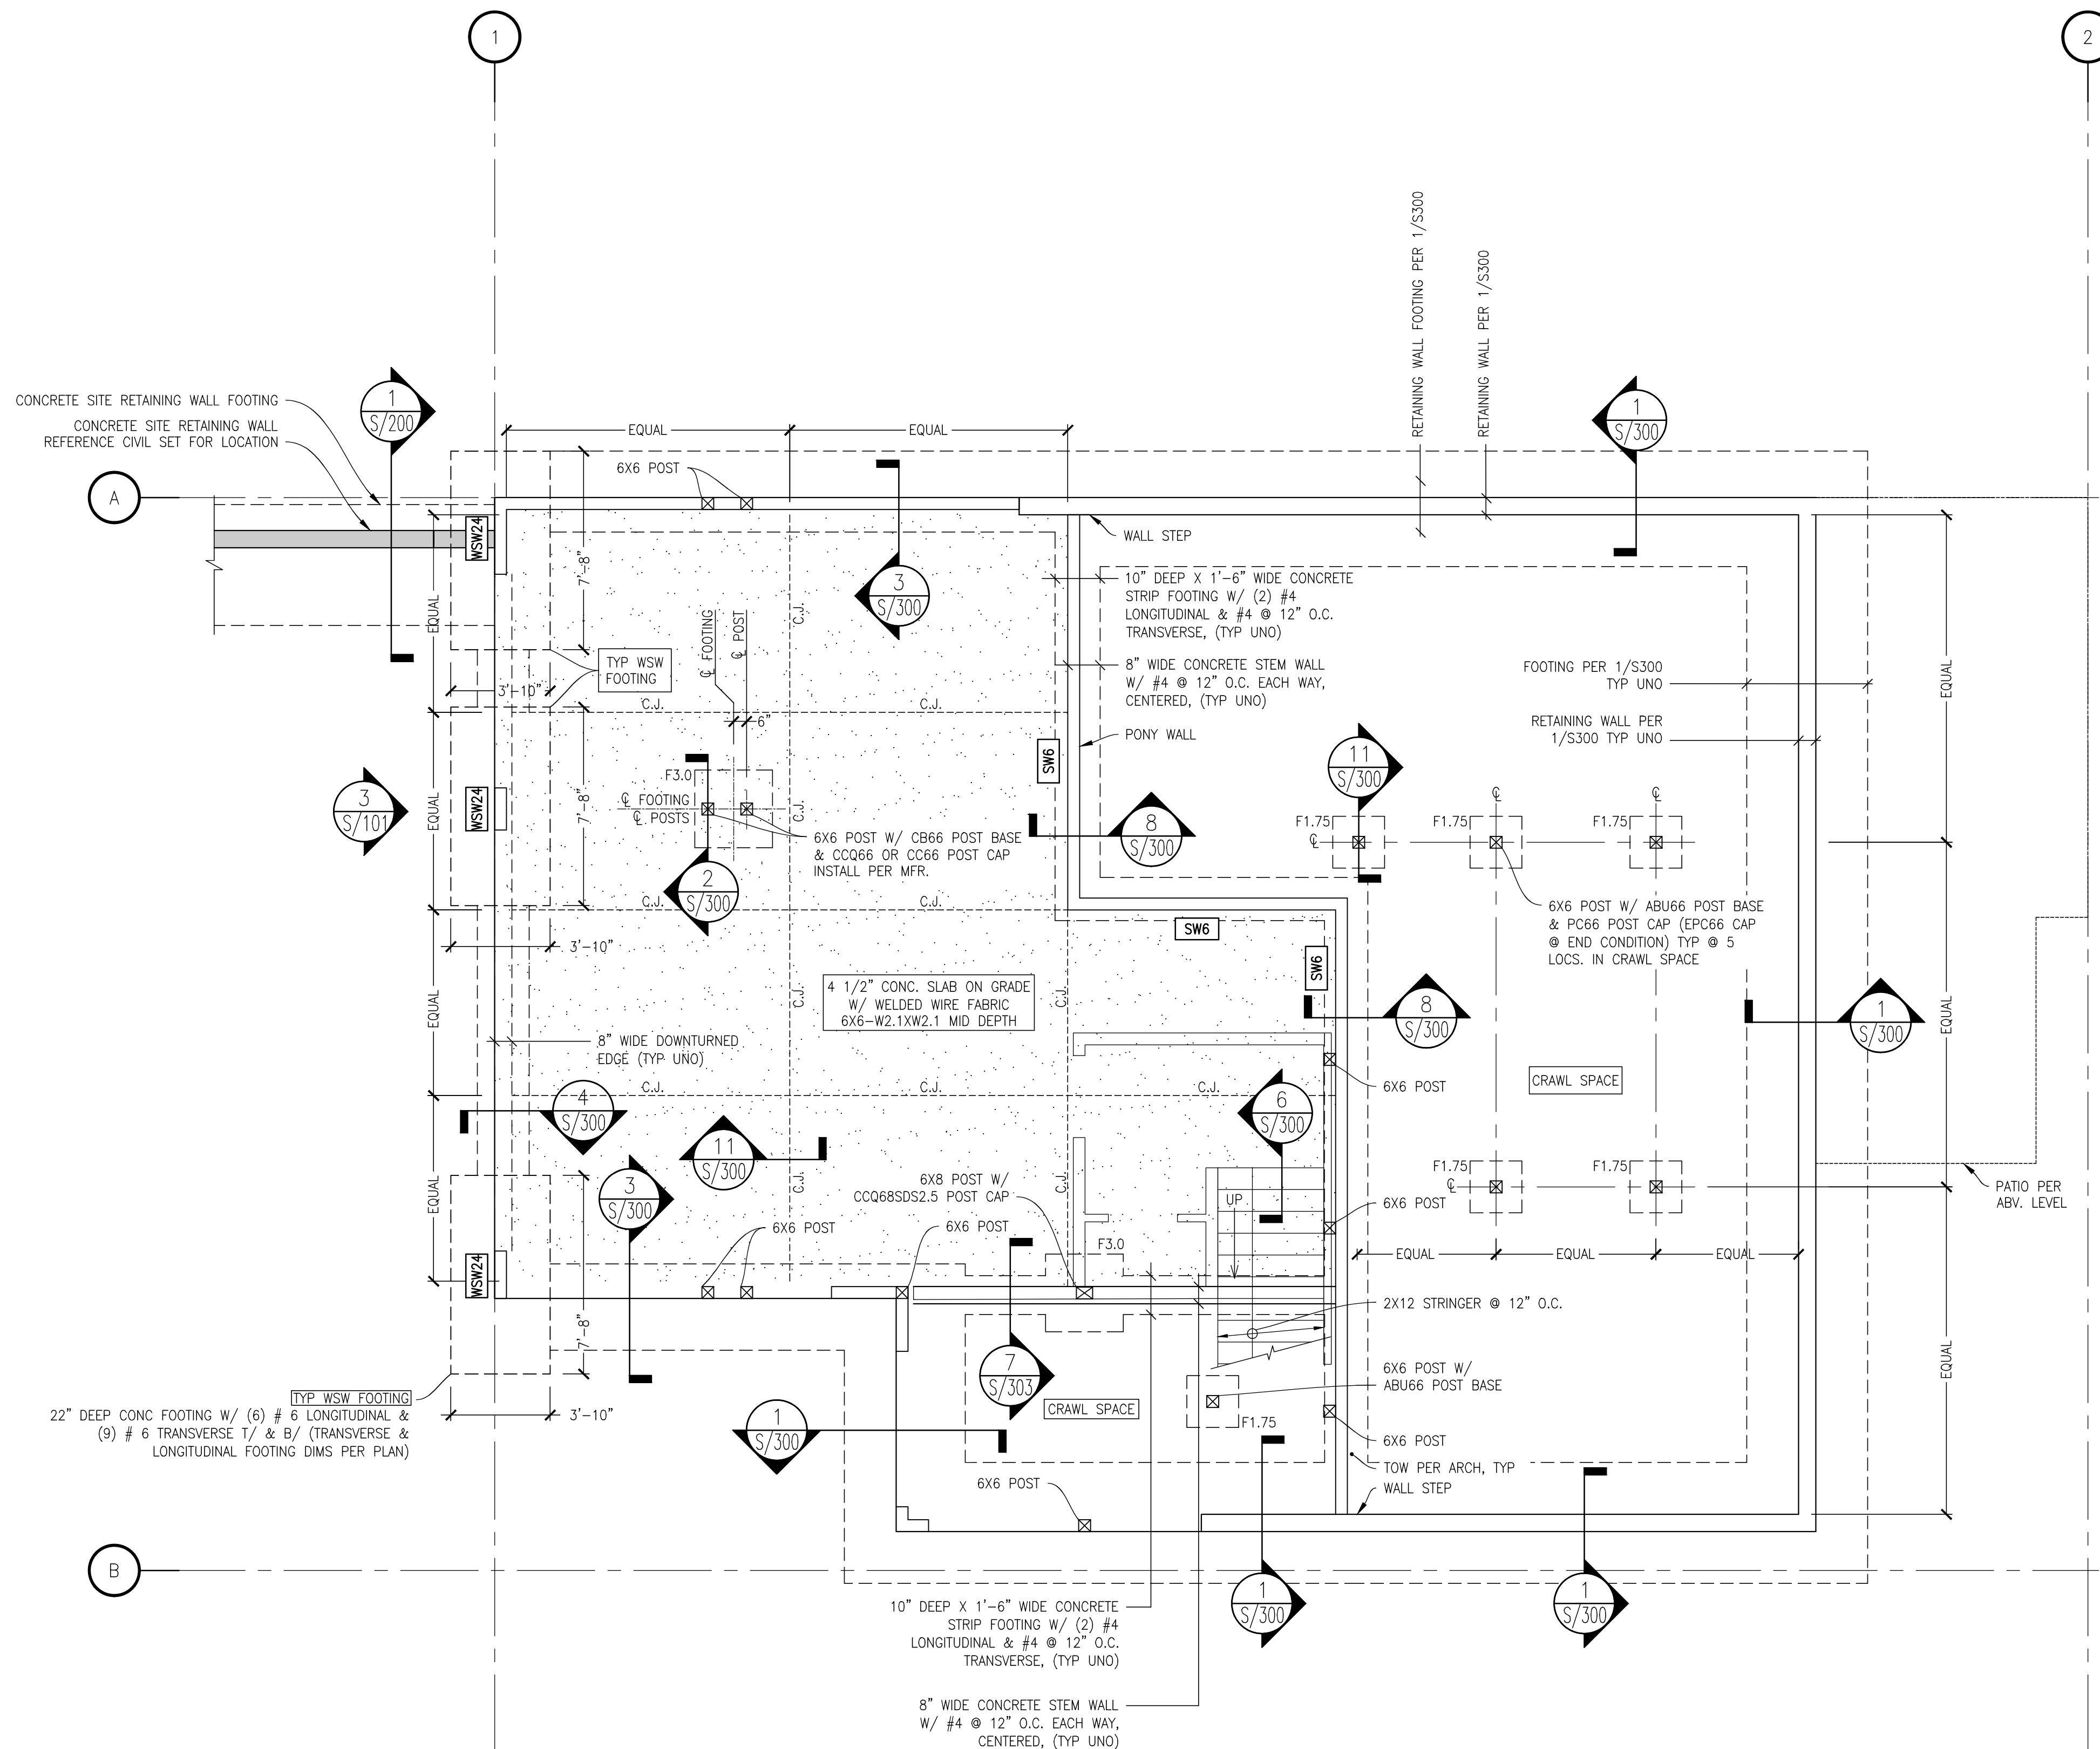 1
2
RETAINING WALL FOOTING PER 1/S300
RETAINING WALL PER 1/S300
CONCRETE SITE RETAINING WALL FOOTING
CONCRETE SITE RETAINING WALL
REFERENCE CIVIL SET FOR LOCATION
1
S/200
EQUAL
EQUAL
1
S/300
6X6 POST
A
WSW24
WALL STEP
7'-8"
3
S/300
C.J.
10" DEEP X 1'-6" WIDE CONCRETE
STRIP FOOTING W/ (2) #4
LONGITUDINAL & #4 @ 12" O.C.
TRANSVERSE, (TYP UNO)
EQUAL
℄ FOOTING
℄ POST
TYP WSW
FOOTING
3'-10"
8" WIDE CONCRETE STEM WALL
W/ #4 @ 12" O.C. EACH WAY,
CENTERED, (TYP UNO)
FOOTING PER 1/S300
TYP UNO
EQUAL
C.J.
C.J.
6"
RETAINING WALL PER
1/S300 TYP UNO
PONY WALL
SW6
11
S/300
3
S/101
WSW24
EQUAL
7'-8"
F3.0
℄ FOOTING
℄ POSTS
C.J.
6X6 POST W/ CB66 POST BASE
& CCQ66 OR CC66 POST CAP
INSTALL PER MFR.
8
S/300
℄
℄
F1.75
F1.75
F1.75
℄
2
S/300
C.J.
C.J.
6X6 POST W/ ABU66 POST BASE
& PC66 POST CAP (EPC66 CAP
@ END CONDITION) TYP @ 5
LOCS. IN CRAWL SPACE
SW6
3'-10"
SW6
EQUAL
C.J.
4 1/2" CONC. SLAB ON GRADE
W/ WELDED WIRE FABRIC
6X6-W2.1XW2.1 MID DEPTH
C.J.
8
S/300
1
S/300
EQUAL
8" WIDE DOWNTURNED
EDGE (TYP UNO)
C.J.
C.J.
C.J.
6X6 POST
CRAWL SPACE
4
S/300
6
S/300
11
S/300
3
S/300
EQUAL
C.J.
6X8 POST W/
CCQ68SDS2.5 POST CAP
C.J.
UP
6X6 POST
F1.75
F1.75
℄
PATIO PER
ABV. LEVEL
6X6 POST
6X6 POST
F3.0
EQUAL
EQUAL
EQUAL
WSW24
2X12 STRINGER @ 12" O.C.
7'-8"
7
S/303
6X6 POST W/
ABU66 POST BASE
EQUAL
TYP WSW FOOTING
22" DEEP CONC FOOTING W/ (6) # 6 LONGITUDINAL &
(9) # 6 TRANSVERSE T/ & B/ (TRANSVERSE &
LONGITUDINAL FOOTING DIMS PER PLAN)
3'-10"
CRAWL SPACE
F1.75
1
S/300
6X6 POST
TOW PER ARCH, TYP
WALL STEP
6X6 POST
B
1
S/300
1
S/300
10" DEEP X 1'-6" WIDE CONCRETE
STRIP FOOTING W/ (2) #4
LONGITUDINAL & #4 @ 12" O.C.
TRANSVERSE, (TYP UNO)
8" WIDE CONCRETE STEM WALL
W/ #4 @ 12" O.C. EACH WAY,
CENTERED, (TYP UNO)